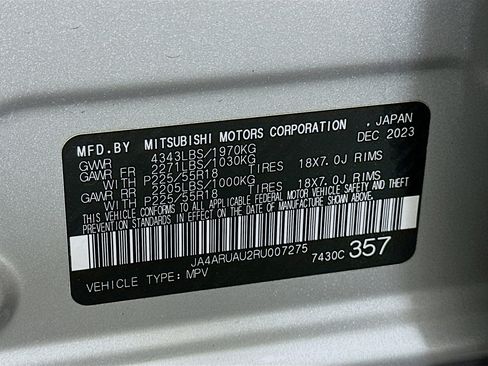 MFD.BY MITSUBISHI MOTORS CORPORATION . JAPAN
GVWR 4343LBS/1970KG DEC 2023
GAWR FR 2271LBS/1030KG
WITH P225/55R18 TIRES 18X7.0J RIMS
GAWR RR 2205LBS/1000KG
WITH P225/55R18 TIRES 18X7.0J RIMS
THIS VEHICLE CONFORMS TO ALL APPLICABLE FEDERAL MOTOR VEHICLE SAFETY, BUMPER AND THEFT
PREVENTION STANDARDS IN EFFECT ON THE DATE OF MANUFACTURE SHOWN ABOVE.
JA4ARUAU2RU007275 7430C 357
VEHICLE TYPE: MPV